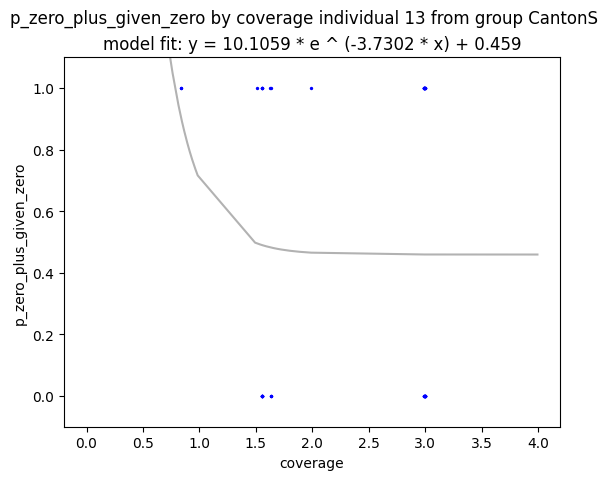 p_zero_plus_given_zero by coverage individual 13 from group CantonS
model fit: y = 10.1059 * e ^ (-3.7302 * x) + 0.459
p_zero_plus_given_zero
1.0
0.8
0.6
0.4
0.2
0.0
0.0 0.5 1.0 1.5 2.0 2.5 3.0 3.5 4.0
coverage